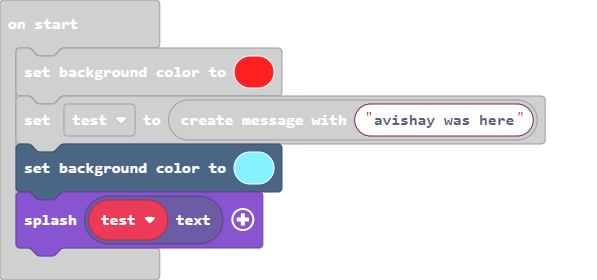 on start
set background color to
set test to create message with "avishay was here"
set background color to
splash test text